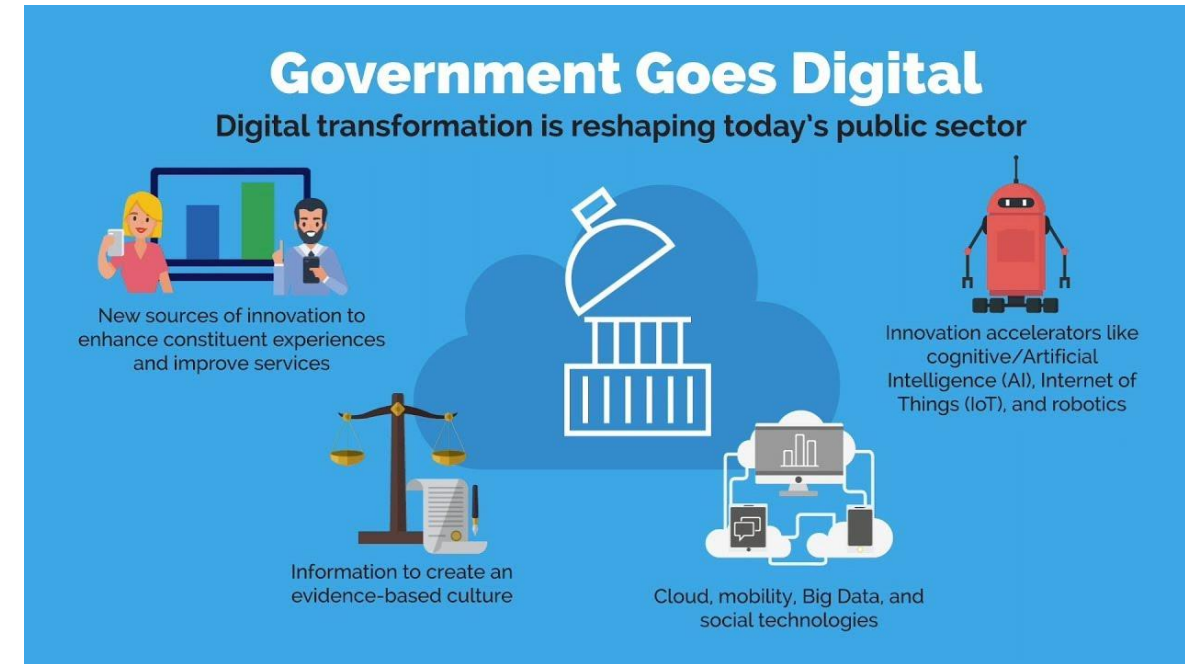 Government Goes Digital
Digital transformation is reshaping today's public sector
New sources of innovation to
enhance constituent experiences
and improve services
Innovation accelerators like
cognitive/Artificial
Intelligence (AI), Internet of
Things (IoT), and robotics
Information to create an
evidence-based culture
Cloud, mobility, Big Data, and
social technologies